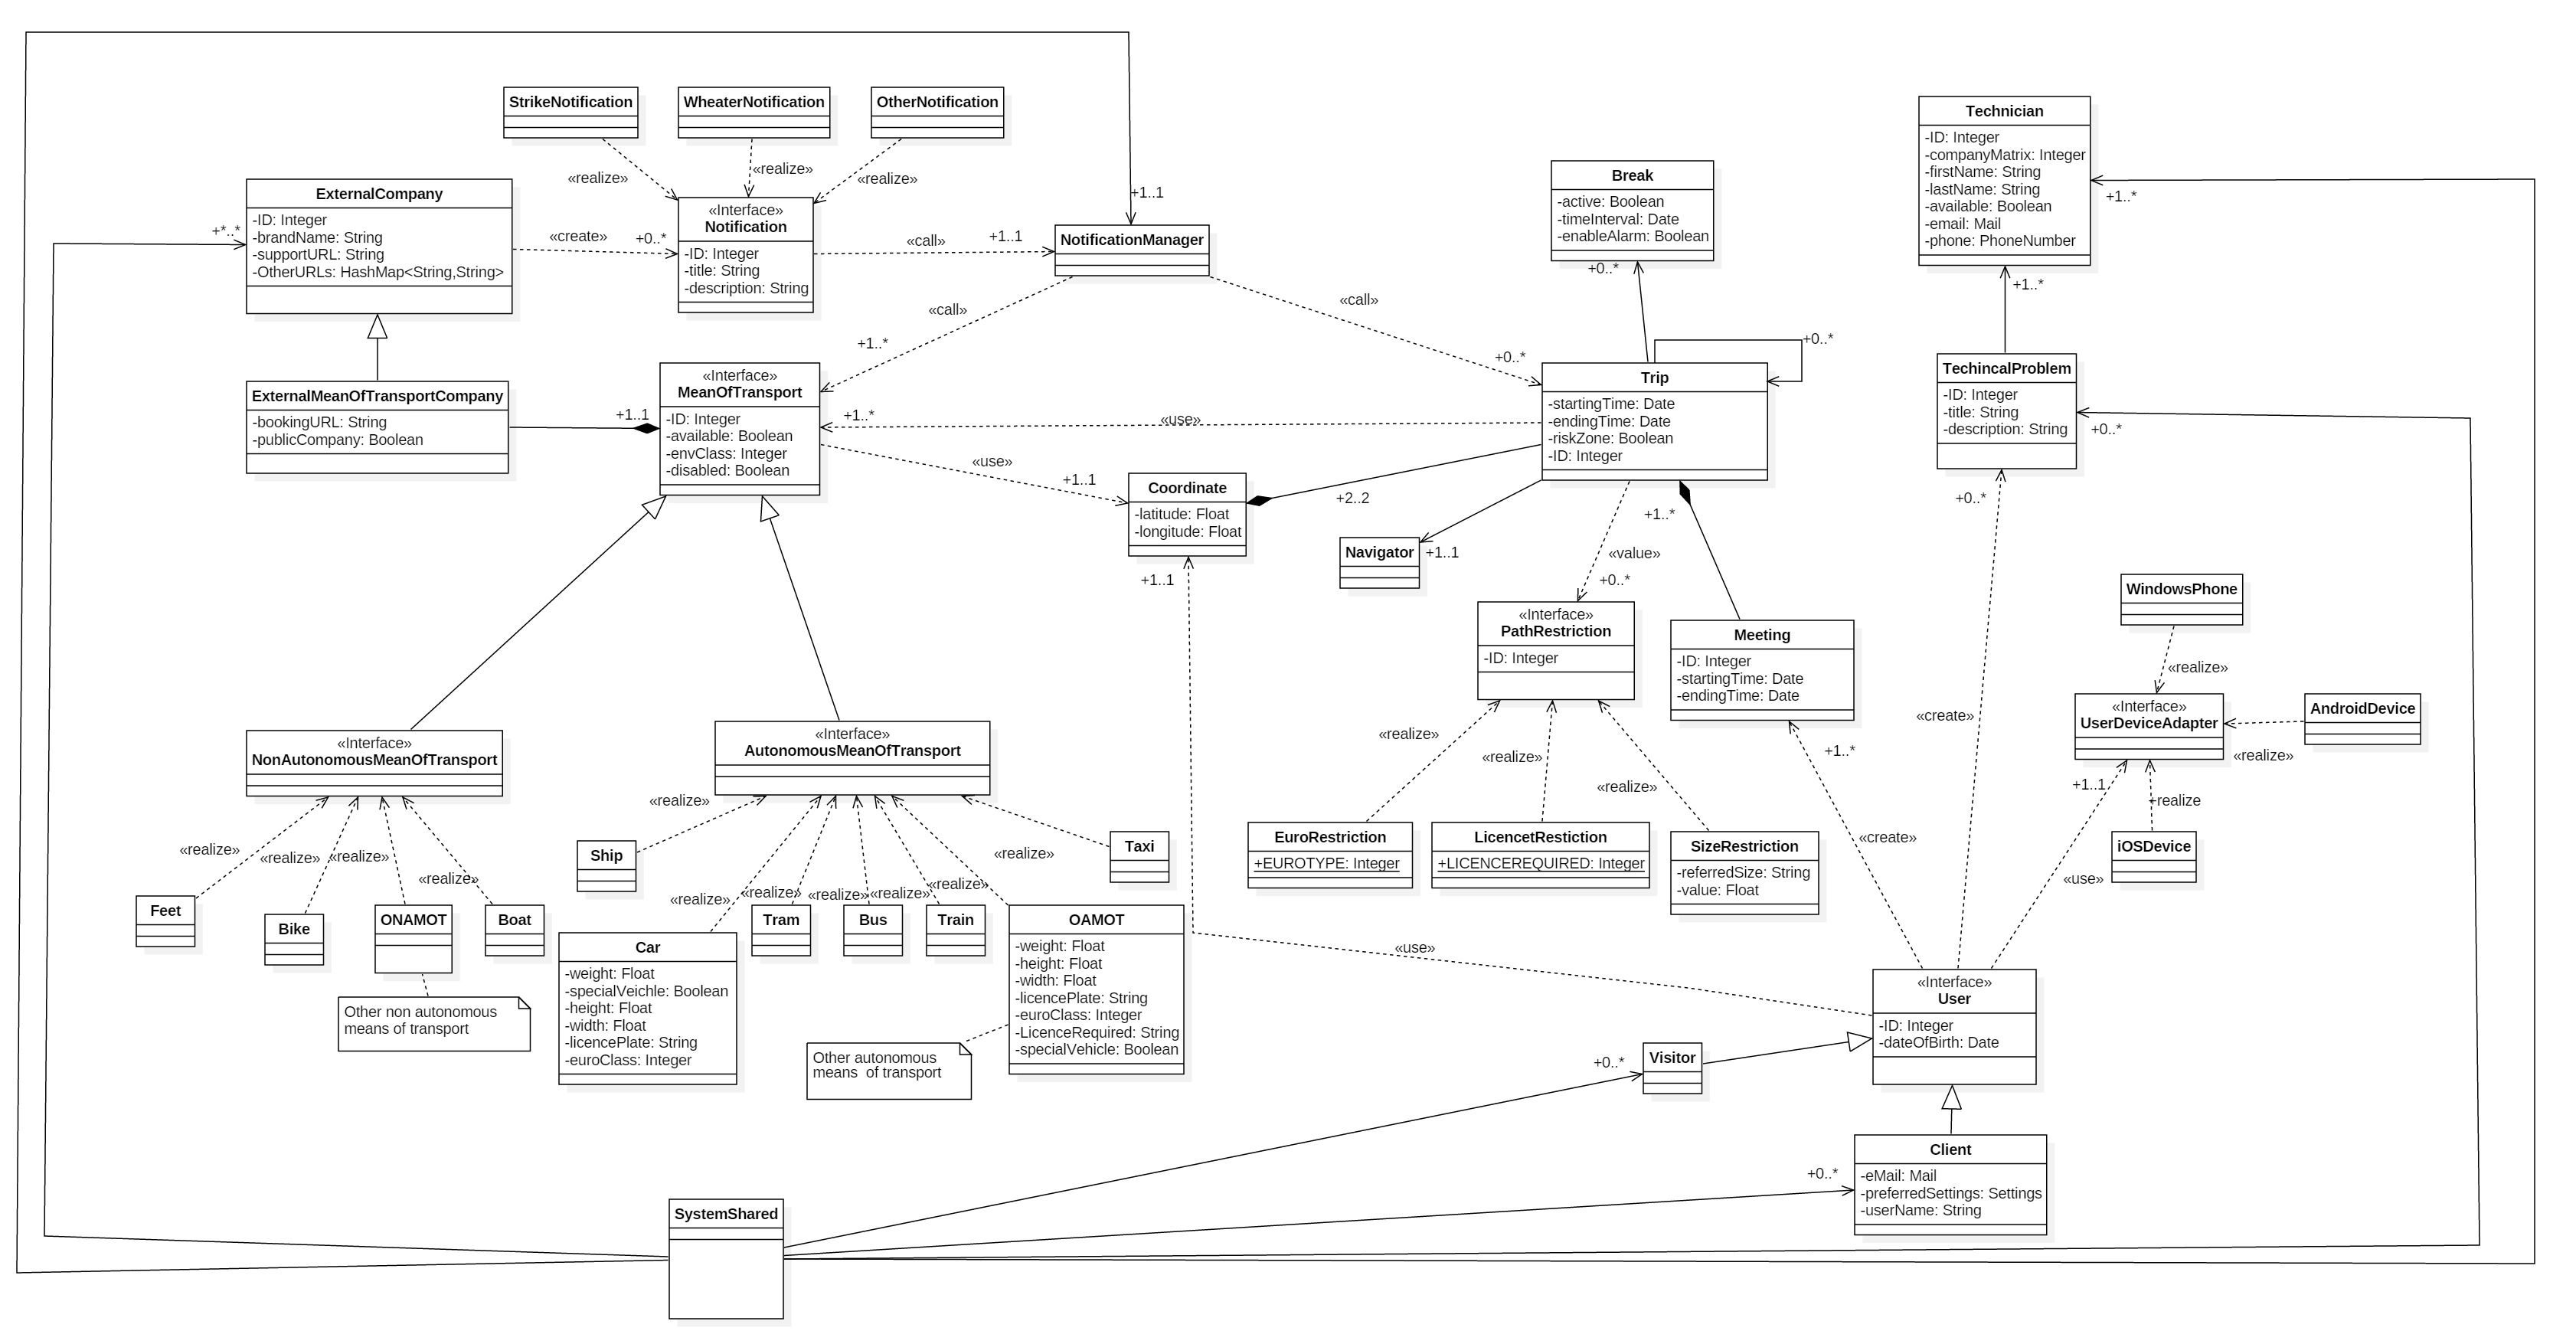 StrikeNotification
WheaterNotification
OtherNotification
«realize»
«realize»
«realize»
ExternalCompany
-ID: Integer
-brandName: String
-supportURL: String
-OtherURLs: HashMap<String,String>
+*..*
«create»
+0..*
«Interface»
Notification
-ID: Integer
-title: String
-description: String
«call»
+1..1
+1..1
NotificationManager
«call»
+1..*
«call»
+0..*
Break
-active: Boolean
-timeInterval: Date
-enableAlarm: Boolean
+0..*
Technician
-ID: Integer
-companyMatrix: Integer
-firstName: String
-lastName: String
-available: Boolean
-email: Mail
-phone: PhoneNumber
+1..*
+1..*
ExternalMeanOfTransportCompany
-bookingURL: String
-publicCompany: Boolean
+1..1
«Interface»
MeanOfTransport
-ID: Integer
-available: Boolean
-envClass: Integer
-disabled: Boolean
+1..*
«use»
«use»
+1..1
Trip
-startingTime: Date
-endingTime: Date
-riskZone: Boolean
-ID: Integer
+0..*
TechincalProblem
-ID: Integer
-title: String
-description: String
+0..*
+0..*
Coordinate
-latitude: Float
-longitude: Float
+2..2
+1..1
Navigator
+1..1
+1..*
«value»
+0..*
«Interface»
PathRestriction
-ID: Integer
Meeting
-ID: Integer
-startingTime: Date
-endingTime: Date
+1..*
WindowsPhone
«realize»
«Interface»
UserDeviceAdapter
AndroidDevice
«realize»
+1..1
+realize
iOSDevice
«create»
«create»
«use»
«Interface»
NonAutonomousMeanOfTransport
«Interface»
AutonomousMeanOfTransport
«realize»
«realize»
«realize»
«realize»
Feet
Bike
ONAMOT
Boat
Other non autonomous
means of transport
«realize»
«realize»
«realize»
«realize»
«realize»
«realize»
«realize»
Ship
Car
-weight: Float
-specialVeichle: Boolean
-height: Float
-width: Float
-licencePlate: String
-euroClass: Integer
Tram
Bus
Train
OAMOT
-weight: Float
-height: Float
-width: Float
-licencePlate: String
-euroClass: Integer
-LicenceRequired: String
-specialVehicle: Boolean
Taxi
Other autonomous
means  of transport
«realize»
«realize»
«realize»
EuroRestriction
+EUROTYPE: Integer
LicencetRestiction
+LICENCEREQUIRED: Integer
SizeRestriction
-referredSize: String
-value: Float
«use»
«Interface»
User
-ID: Integer
-dateOfBirth: Date
+0..*
Visitor
Client
-eMail: Mail
-preferredSettings: Settings
-userName: String
+0..*
SystemShared